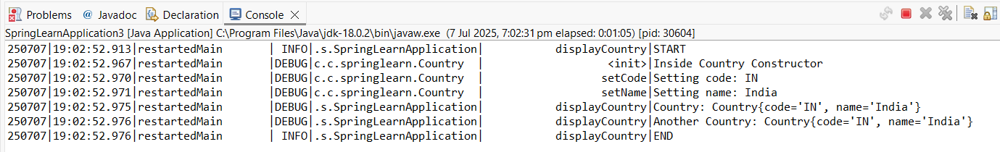 Problems @ Javadoc Declaration Console
SpringLearnApplication3 [Java Application] C:\Program Files\Java\jdk-18.0.2\bin\javaw.exe (7 Jul 2025, 7:02:31 pm elapsed: 0:01:05) [pid: 30604]
250707|19:02:52.913|restartedMain       | INFO|.s.SpringLearnApplication|          displayCountry|START
250707|19:02:52.967|restartedMain       |DEBUG|c.c.springlearn.Country  |                  <init>|Inside Country Constructor
250707|19:02:52.970|restartedMain       |DEBUG|c.c.springlearn.Country  |                 setCode|Setting code: IN
250707|19:02:52.971|restartedMain       |DEBUG|c.c.springlearn.Country  |                 setName|Setting name: India
250707|19:02:52.975|restartedMain       |DEBUG|.s.SpringLearnApplication|          displayCountry|Country: Country{code='IN', name='India'}
250707|19:02:52.976|restartedMain       |DEBUG|.s.SpringLearnApplication|          displayCountry|Another Country: Country{code='IN', name='India'}
250707|19:02:52.976|restartedMain       | INFO|.s.SpringLearnApplication|          displayCountry|END